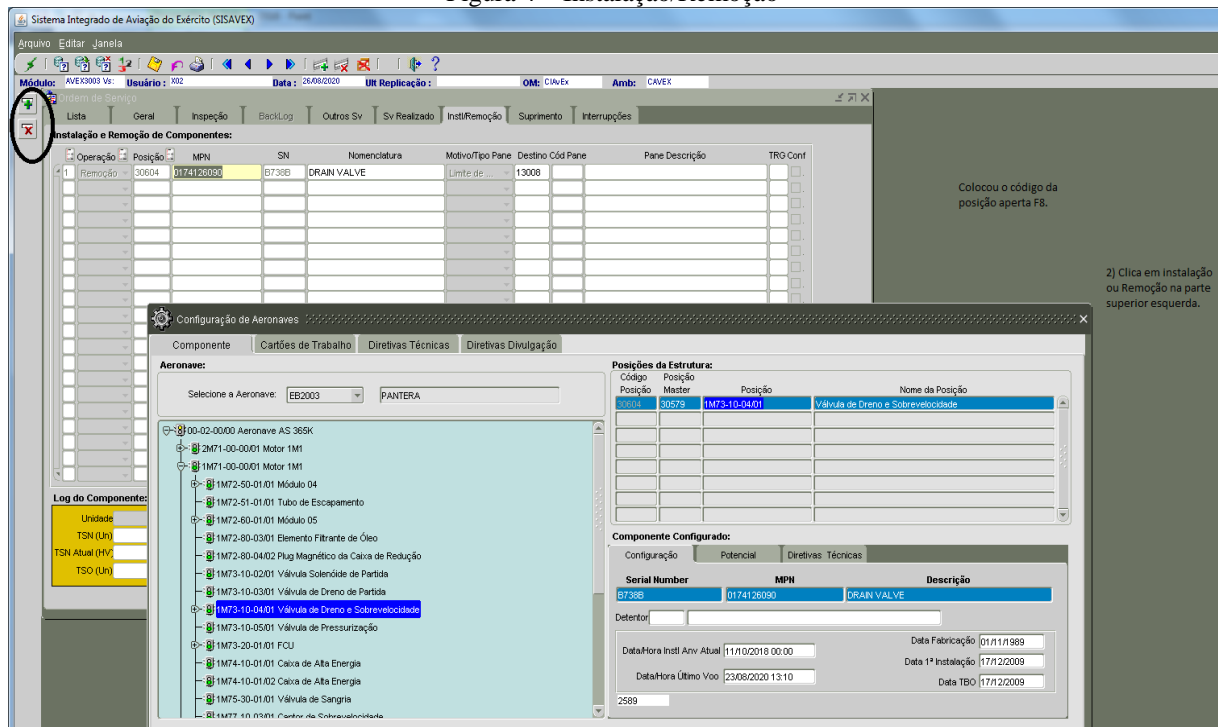 Figura 4 – Instalação/Remoção
Sistema Integrado de Aviação do Exército (SISAVEX)
Arquivo Editar Janela
Módulo: AVEX3003 Vs: Usuário : X02 Data : 26/08/2020 Ult Replicação : OM: CIAvEx Amb: CAVEX
Ordem de Serviço
Lista Geral Inspeção BackLog Outros Sv Sv Realizado Instl/Remoção Suprimento Interrupções
Instalação e Remoção de Componentes:
Operação Posição MPN SN Nomenclatura Motivo/Tipo Pane Destino Cód Pane Pane Descrição TRG Conf
1 Remoção 30604 0174126090 B738B DRAIN VALVE Limite de ... 13008
Colocou o código da
posição aperta F8.
2) Clica em instalação
ou Remoção na parte
superior esquerda.
Configuração de Aeronaves
Componente Cartões de Trabalho Diretivas Técnicas Diretivas Divulgação
Aeronave:
Selecione a Aeronave: EB2003 PANTERA
00-02-00/00 Aeronave AS 365K
2M71-00-00/01 Motor 1M1
1M71-00-00/01 Motor 1M1
1M72-50-01/01 Módulo 04
1M72-51-01/01 Tubo de Escapamento
1M72-60-01/01 Módulo 05
1M72-80-03/01 Elemento Filtrante de Óleo
1M72-80-04/02 Plug Magnético da Caixa de Redução
1M73-10-02/01 Válvula Solenóide de Partida
1M73-10-03/01 Válvula de Dreno de Partida
1M73-10-04/01 Válvula de Dreno e Sobrevelocidade
1M73-10-05/01 Válvula de Pressurização
1M73-20-01/01 FCU
1M74-10-01/01 Caixa de Alta Energia
1M74-10-01/02 Caixa de Alta Energia
1M75-30-01/01 Válvula de Sangria
1M77-10-03/01 Captor de Sobrevelocidade
Posições da Estrutura:
Código Posição
Posição Master Posição Nome da Posição
30604 30579 1M73-10-04/01 Válvula de Dreno e Sobrevelocidade
Componente Configurado:
Configuração Potencial Diretivas Técnicas
Serial Number MPN Descrição
B738B 0174126090 DRAIN VALVE
Detentor
Data/Hora Instl Anv Atual 11/10/2018 00:00
Data/Hora Último Voo 23/08/2020 13:10
Data Fabricação 01/11/1989
Data 1ª Instalação 17/12/2009
Data TBO 17/12/2009
2589
Log do Componente:
Unidade
TSN (Un)
TSN Atual (HV)
TSO (Un)